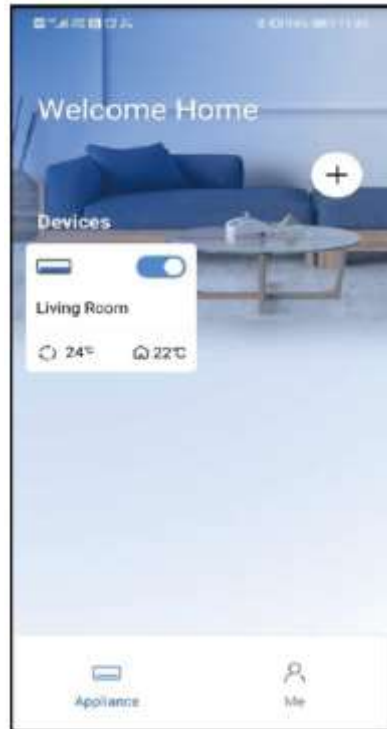 Welcome Home
+
Devices
Living Room
24℃ 22℃
Appliance Me